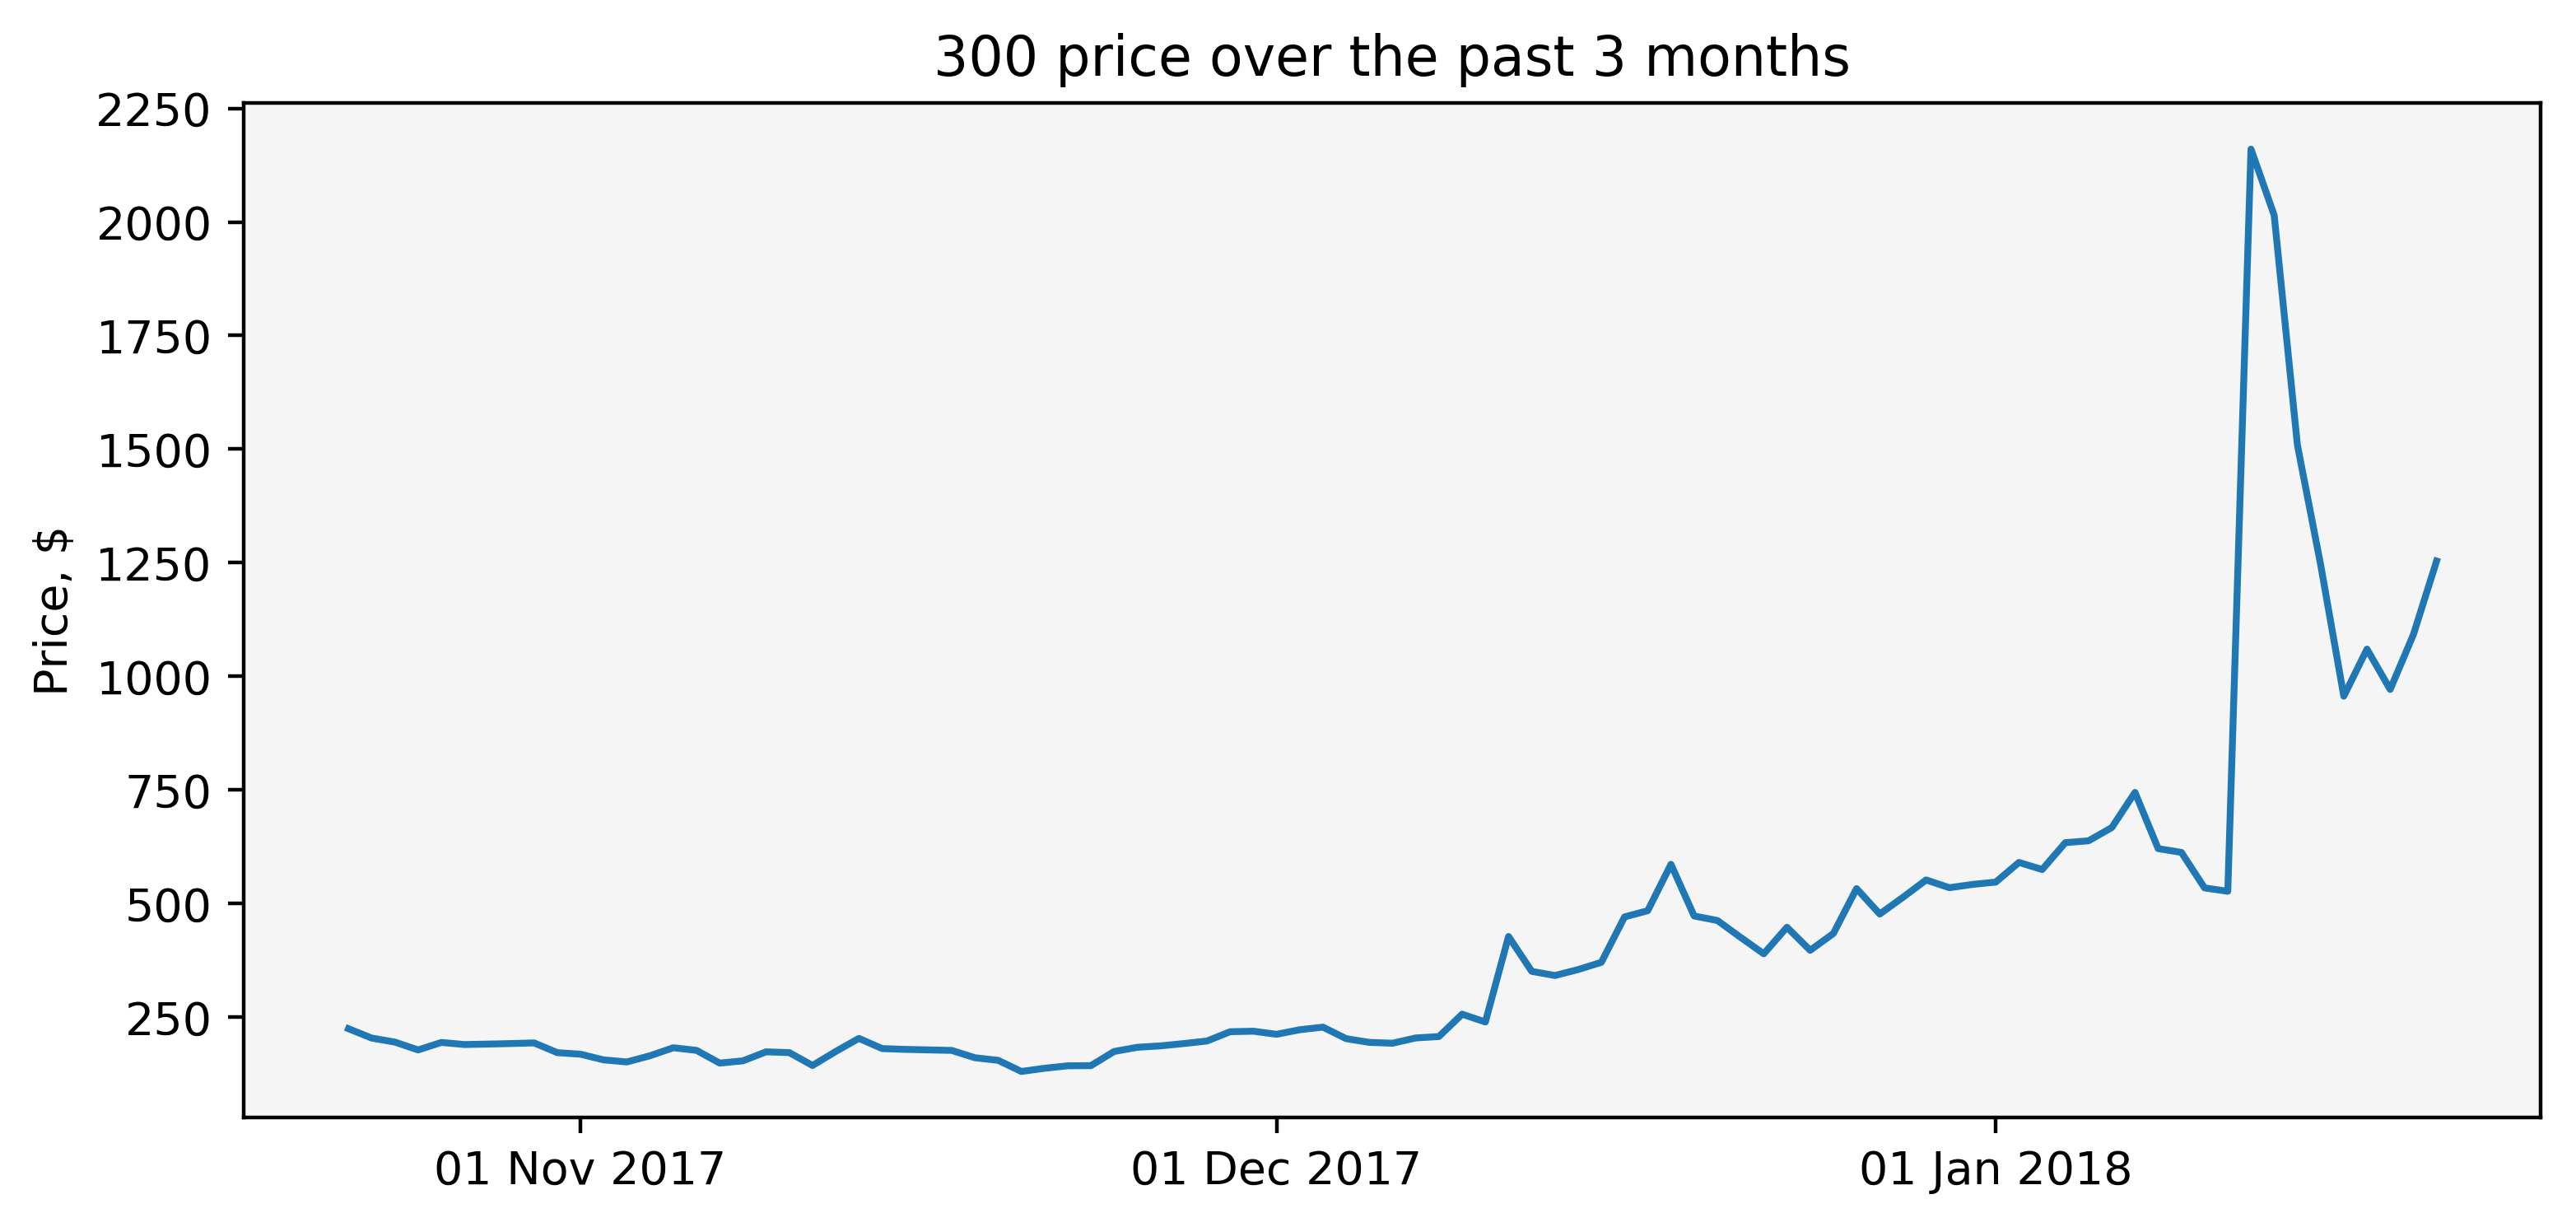 300 price over the past 3 months
2250
2000
1750
1500
1250
1000
750
500
250
Price, $
01 Nov 2017
01 Dec 2017
01 Jan 2018